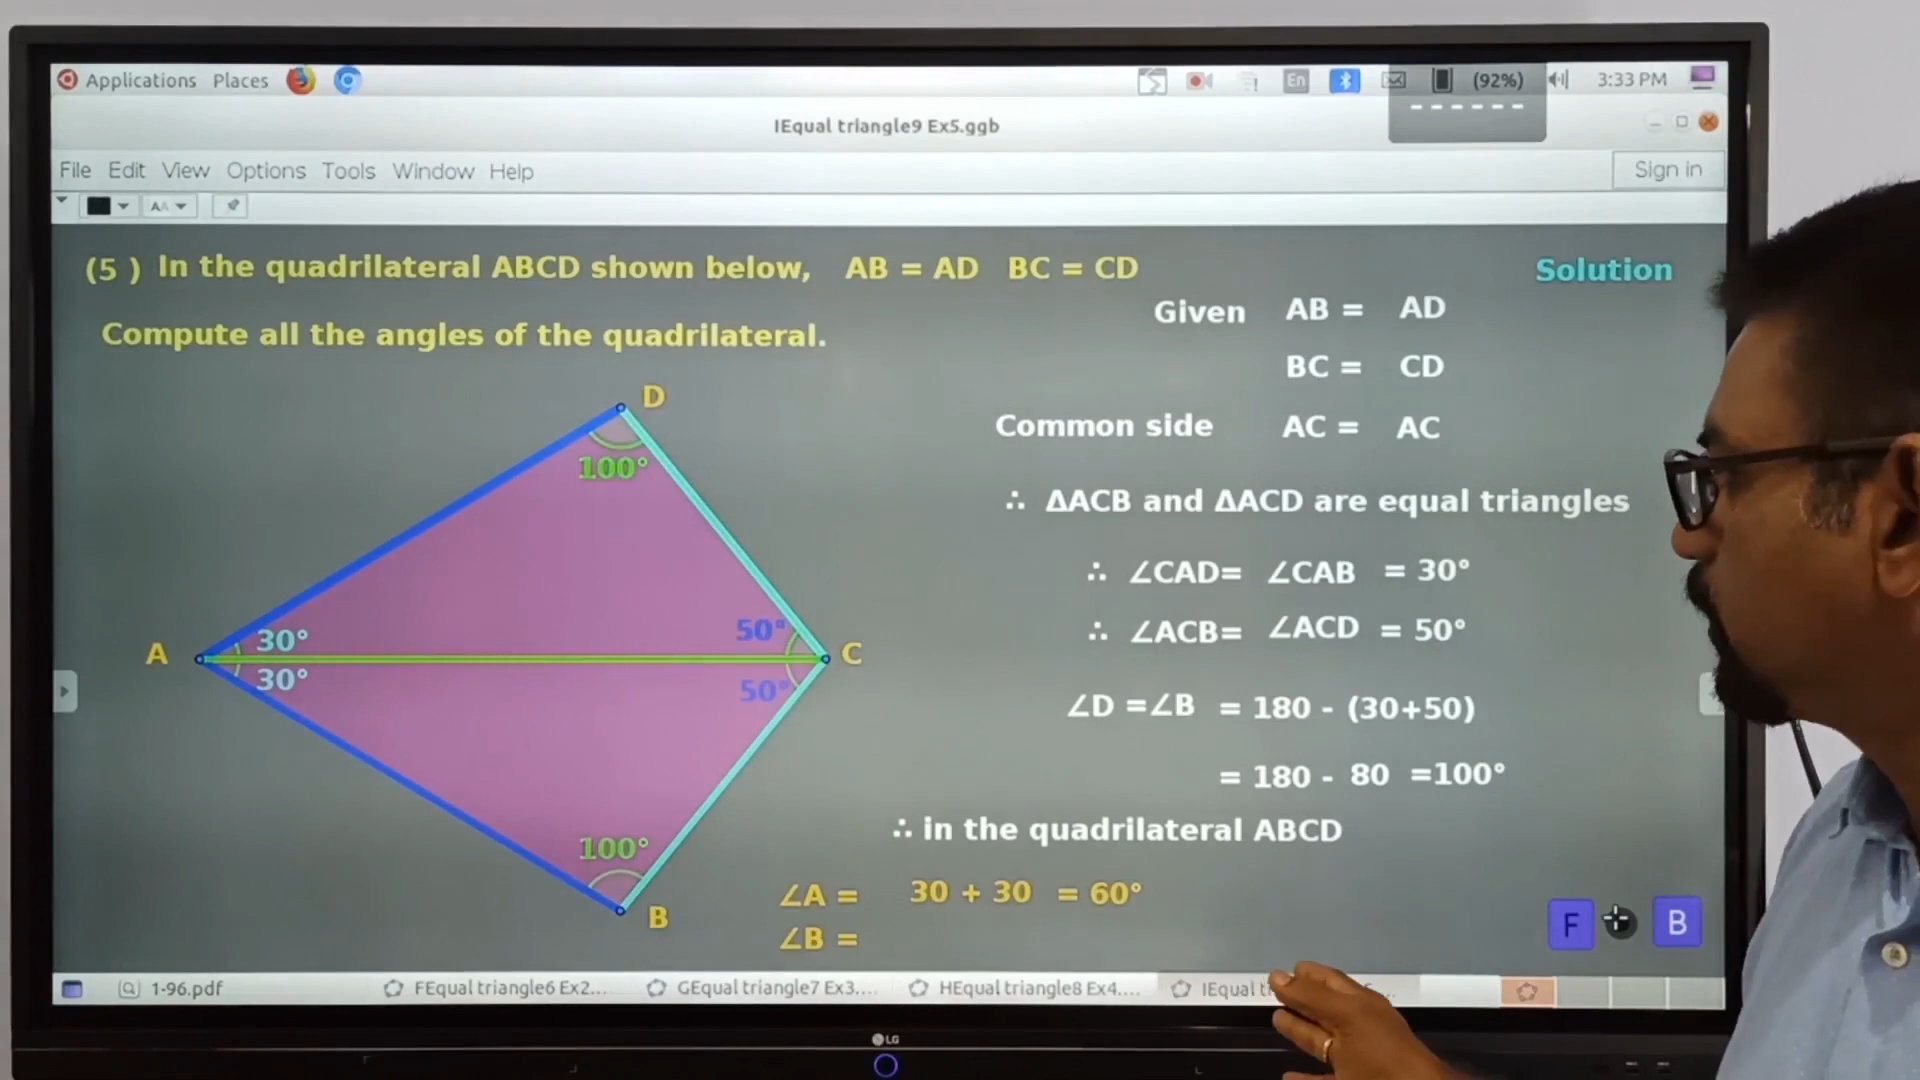 Applications Places En (92%) 3:33 PM
IEqual triangle9 Ex5.ggb
File Edit View Options Tools Window Help Sign in
AA
(5 ) In the quadrilateral ABCD shown below, AB = AD BC = CD
Compute all the angles of the quadrilateral.
Solution
Given AB = AD
BC = CD
Common side AC = AC
∴ ΔACB and ΔACD are equal triangles
∴ ∠CAD= ∠CAB = 30°
∴ ∠ACB= ∠ACD = 50°
∠D =∠B = 180 - (30+50)
= 180 - 80 =100°
∴ in the quadrilateral ABCD
∠A = 30 + 30 = 60°
∠B =
D
100°
A
30°
30°
50°
50°
C
100°
B
F
B
1-96.pdf FEqual triangle6 Ex2... GEqual triangle7 Ex3.... HEqual triangle8 Ex4....
LG